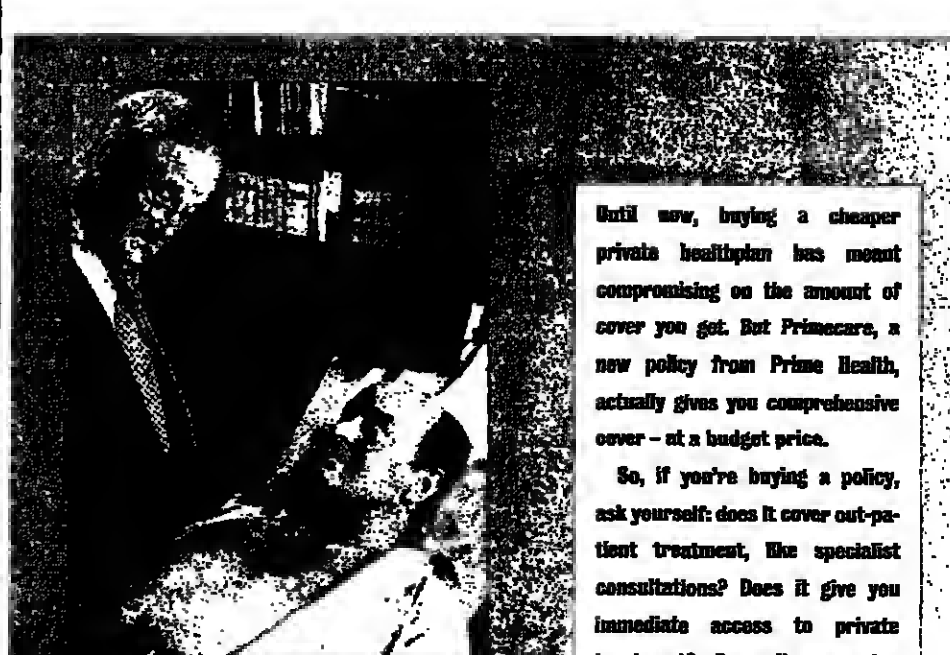 Until now, buying a cheaper
private healthplan has meant
compromising on the amount of
cover you get. But Primecare, a
new policy from Prime Health,
actually gives you comprehensive
cover – at a budget price.
So, if you're buying a policy,
ask yourself: does it cover out-pa-
tient treatment, like specialist
consultations? Does it give you
immediate access to private